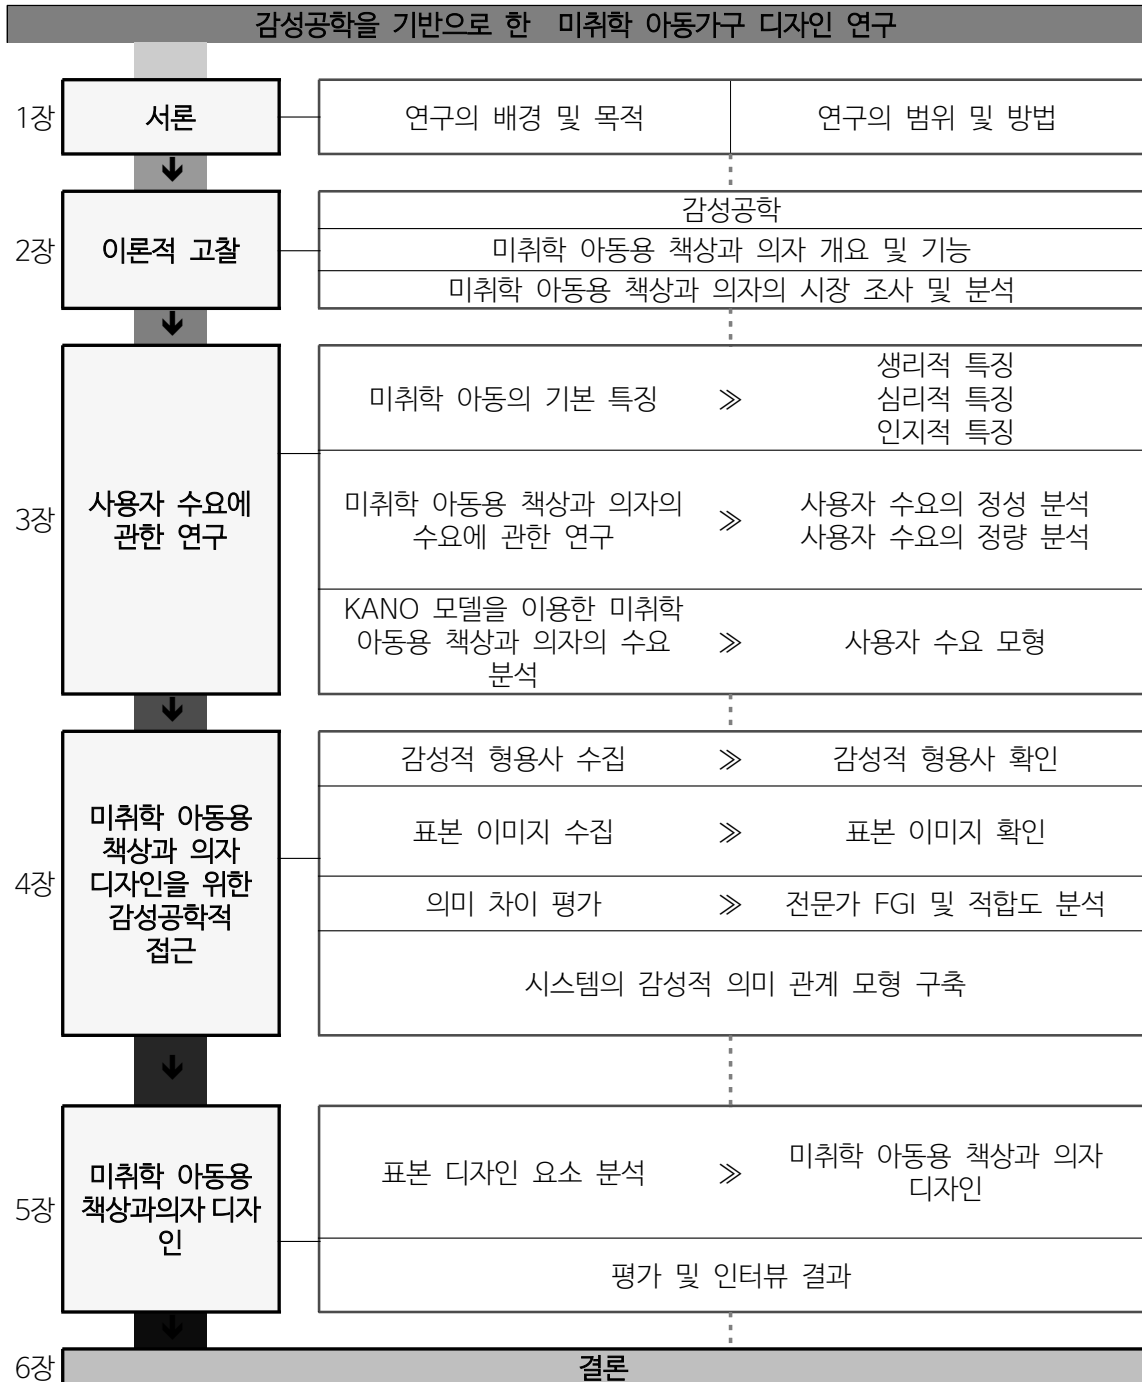 감성공학을 기반으로 한 미취학 아동가구 디자인 연구
1장
서론
연구의 배경 및 목적
연구의 범위 및 방법
2장
이론적 고찰
감성공학
미취학 아동용 책상과 의자 개요 및 기능
미취학 아동용 책상과 의자의 시장 조사 및 분석
3장
사용자 수요에
관한 연구
미취학 아동의 기본 특징 ≫
생리적 특징
심리적 특징
인지적 특징
미취학 아동용 책상과 의자의
수요에 관한 연구
≫
사용자 수요의 정성 분석
사용자 수요의 정량 분석
KANO 모델을 이용한 미취학
아동용 책상과 의자의 수요
분석
≫
사용자 수요 모형
4장
미취학 아동용
책상과 의자
디자인을 위한
감성공학적
접근
감성적 형용사 수집 ≫ 감성적 형용사 확인
표본 이미지 수집 ≫ 표본 이미지 확인
의미 차이 평가 ≫ 전문가 FGI 및 적합도 분석
시스템의 감성적 의미 관계 모형 구축
5장
미취학 아동용
책상과의자 디자
인
표본 디자인 요소 분석 ≫
미취학 아동용 책상과 의자
디자인
평가 및 인터뷰 결과
6장
결론